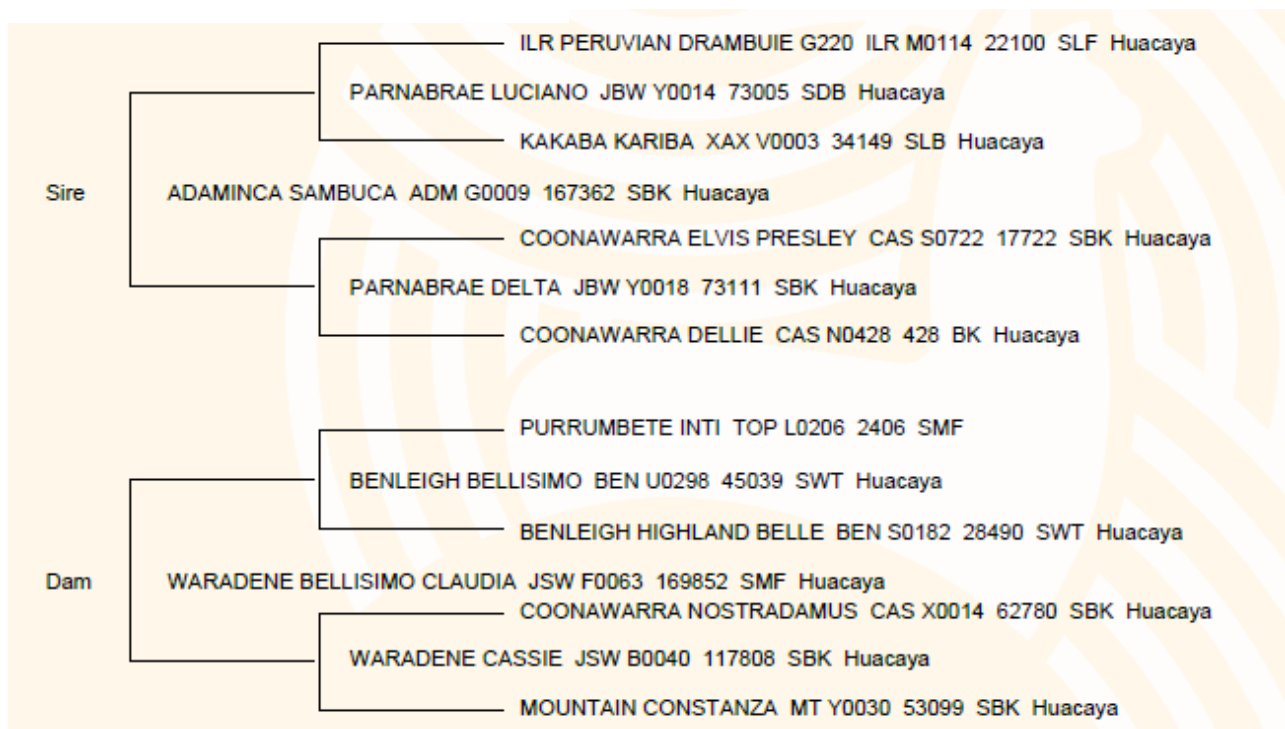 ILR PERUVIAN DRAMBUIE G220 ILR M0114 22100 SLF Huacaya
PARNABRAE LUCIANO JBW Y0014 73005 SDB Huacaya
KAKABA KARIBA XAX V0003 34149 SLB Huacaya
Sire ADAMINCA SAMBUCA ADM G0009 167362 SBK Huacaya
COONAWARRA ELVIS PRESLEY CAS S0722 17722 SBK Huacaya
PARNABRAE DELTA JBW Y0018 73111 SBK Huacaya
COONAWARRA DELLIE CAS N0428 428 BK Huacaya
PURRUMBETE INTI TOP L0206 2406 SMF
BENLEIGH BELLISIMO BEN U0298 45039 SWT Huacaya
BENLEIGH HIGHLAND BELLE BEN S0182 28490 SWT Huacaya
Dam WARADENE BELLISIMO CLAUDIA JSW F0063 169852 SMF Huacaya
COONAWARRA NOSTRADAMUS CAS X0014 62780 SBK Huacaya
WARADENE CASSIE JSW B0040 117808 SBK Huacaya
MOUNTAIN CONSTANZA MT Y0030 53099 SBK Huacaya